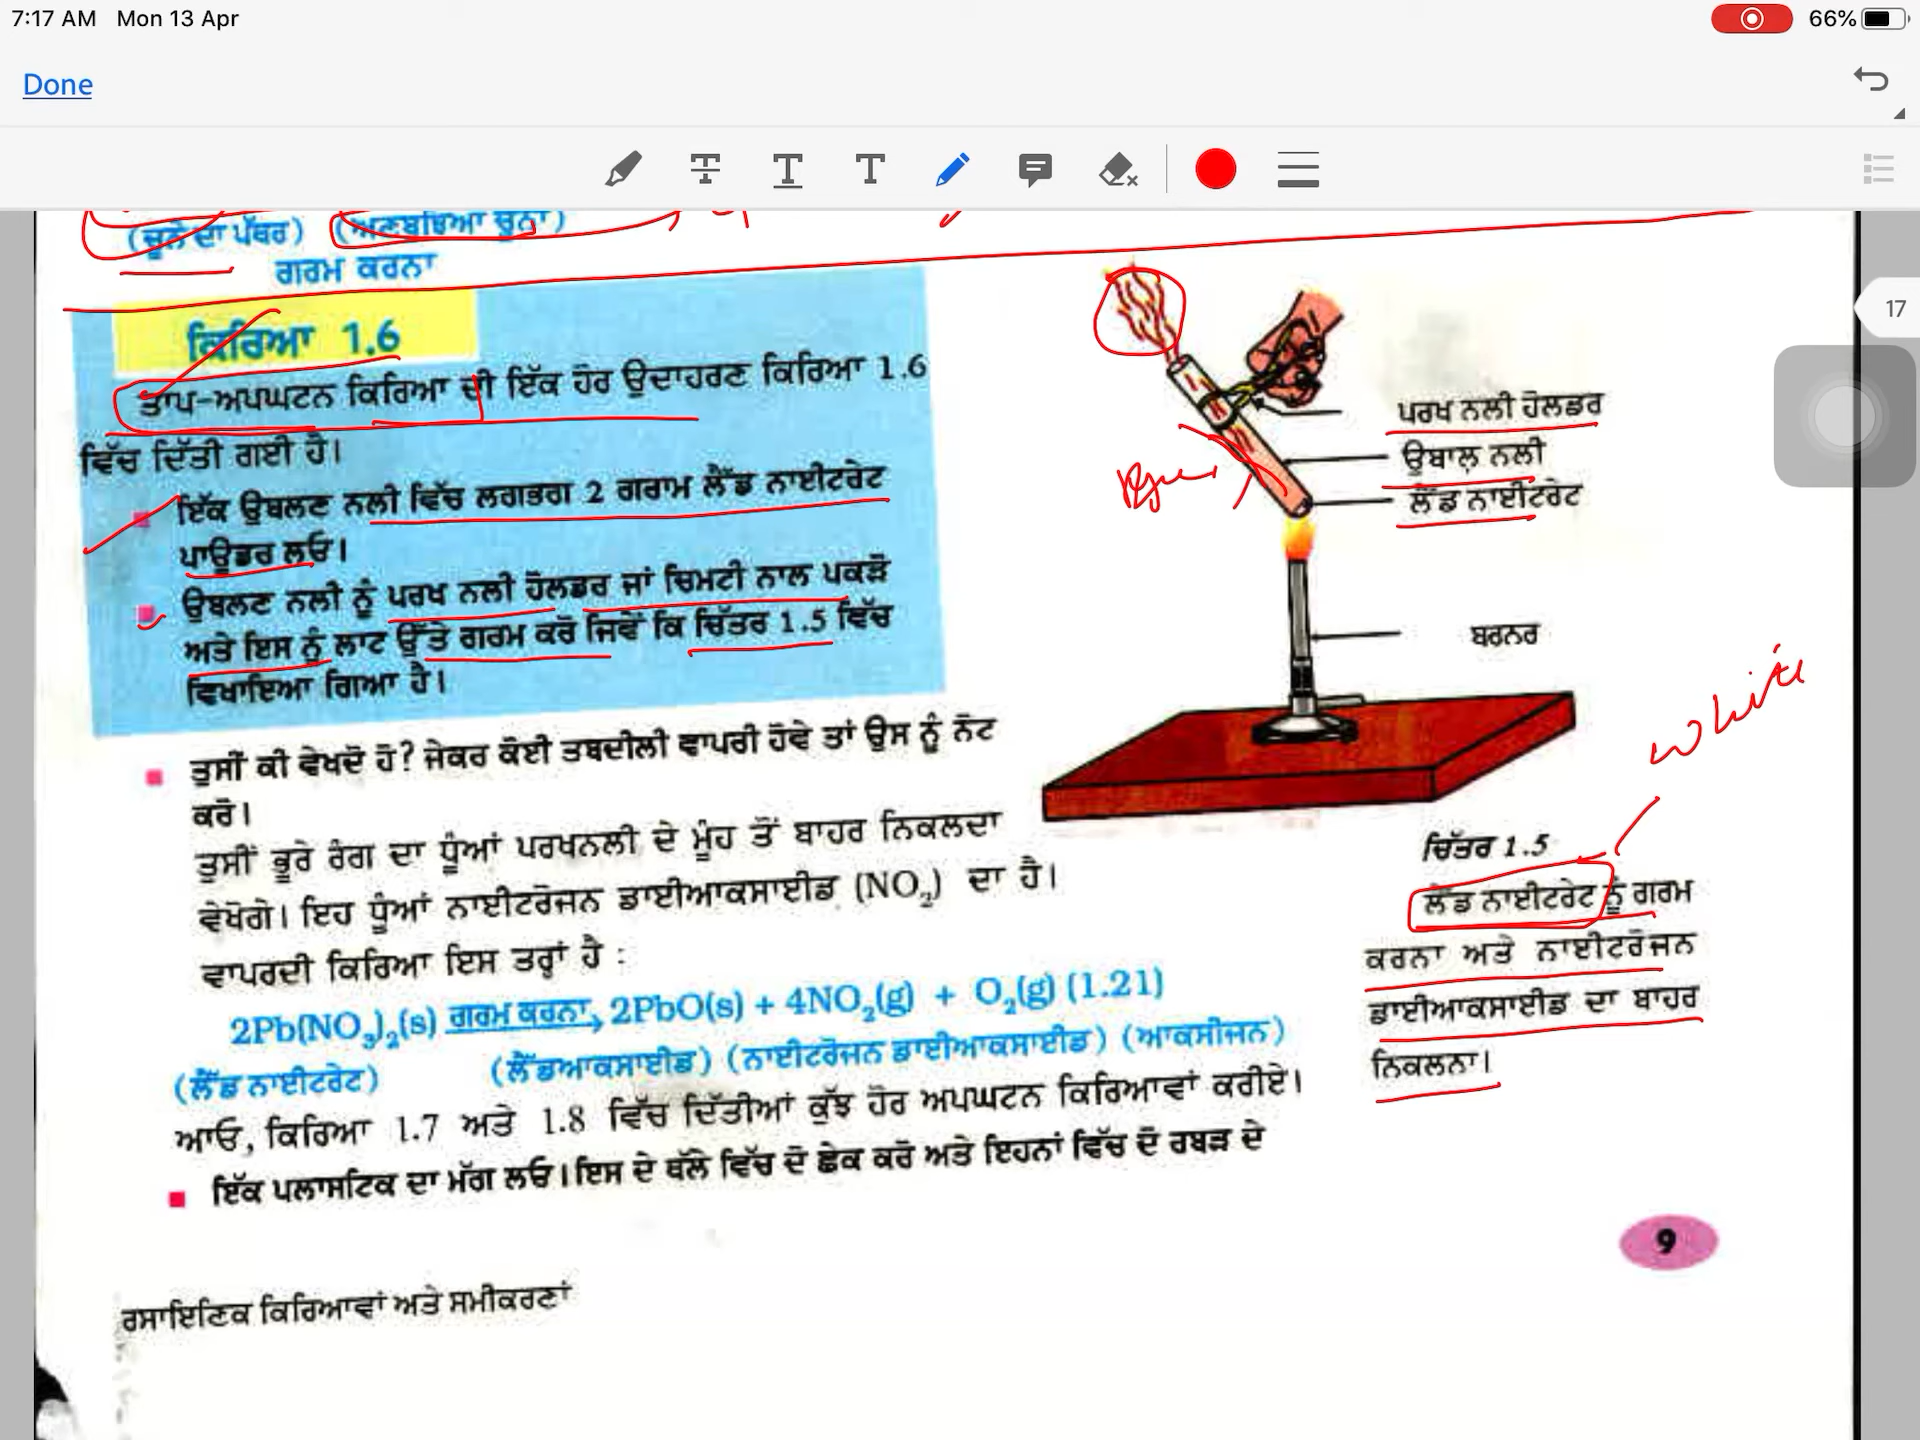 7:17 AM Mon 13 Apr
66%
Done
(ਚੂਨੇ ਦਾ ਪੱਥਰ) (ਅਣਬੁਝਿਆ ਚੂਨਾ)
ਗਰਮ ਕਰਨਾ
17
ਕਿਰਿਆ 1.6
ਤਾਪ-ਅਪਘਟਨ ਕਿਰਿਆ ਦੀ ਇੱਕ ਹੋਰ ਉਦਾਹਰਣ ਕਿਰਿਆ 1.6
ਵਿੱਚ ਦਿੱਤੀ ਗਈ ਹੈ।
ਇੱਕ ਉਬਲਣ ਨਲੀ ਵਿੱਚ ਲਗਭਗ 2 ਗਰਾਮ ਲੈੱਡ ਨਾਈਟਰੇਟ
ਪਾਊਡਰ ਲਓ।
ਉਬਲਣ ਨਲੀ ਨੂੰ ਪਰਖ ਨਲੀ ਹੋਲਡਰ ਜਾਂ ਚਿਮਟੀ ਨਾਲ ਪਕੜੋ
ਅਤੇ ਇਸ ਨੂੰ ਲਾਟ ਉੱਤੇ ਗਰਮ ਕਰੋ ਜਿਵੇਂ ਕਿ ਚਿੱਤਰ 1.5 ਵਿੱਚ
ਵਿਖਾਇਆ ਗਿਆ ਹੈ।
ਪਰਖ ਨਲੀ ਹੋਲਡਰ
ਉਬਾਲ ਨਲੀ
ਲੈੱਡ ਨਾਈਟਰੇਟ
ਬਰਨਰ
white
ਤੁਸੀਂ ਕੀ ਵੇਖਦੇ ਹੋ? ਜੇਕਰ ਕੋਈ ਤਬਦੀਲੀ ਵਾਪਰੀ ਹੋਵੇ ਤਾਂ ਉਸ ਨੂੰ ਨੋਟ
ਕਰੋ।
ਤੁਸੀਂ ਭੂਰੇ ਰੰਗ ਦਾ ਧੂੰਆਂ ਪਰਖਨਲੀ ਦੇ ਮੂੰਹ ਤੋਂ ਬਾਹਰ ਨਿਕਲਦਾ
ਵੇਖੋਗੇ। ਇਹ ਧੂੰਆਂ ਨਾਈਟਰੋਜਨ ਡਾਈਆਕਸਾਈਡ (NO₂) ਦਾ ਹੈ।
ਵਾਪਰਦੀ ਕਿਰਿਆ ਇਸ ਤਰ੍ਹਾਂ ਹੈ :
2Pb(NO₃)₂(s) ਗਰਮ ਕਰਨਾ→ 2PbO(s) + 4NO₂(g) + O₂(g) (1.21)
(ਲੈੱਡ ਨਾਈਟਰੇਟ) (ਲੈੱਡਆਕਸਾਈਡ) (ਨਾਈਟਰੋਜਨ ਡਾਈਆਕਸਾਈਡ) (ਆਕਸੀਜਨ)
ਆਓ, ਕਿਰਿਆ 1.7 ਅਤੇ 1.8 ਵਿੱਚ ਦਿੱਤੀਆਂ ਕੁੱਝ ਹੋਰ ਅਪਘਟਨ ਕਿਰਿਆਵਾਂ ਕਰੀਏ।
ਇੱਕ ਪਲਾਸਟਿਕ ਦਾ ਮੱਗ ਲਓ। ਇਸ ਦੇ ਥੱਲੇ ਵਿੱਚ ਦੋ ਛੇਕ ਕਰੋ ਅਤੇ ਇਹਨਾਂ ਵਿੱਚ ਦੋ ਰਬੜ ਦੇ
ਚਿੱਤਰ 1.5
ਲੈੱਡ ਨਾਈਟਰੇਟ ਨੂੰ ਗਰਮ
ਕਰਨਾ ਅਤੇ ਨਾਈਟਰੋਜਨ
ਡਾਈਆਕਸਾਈਡ ਦਾ ਬਾਹਰ
ਨਿਕਲਨਾ।
9
ਰਸਾਇਣਿਕ ਕਿਰਿਆਵਾਂ ਅਤੇ ਸਮੀਕਰਣਾਂ